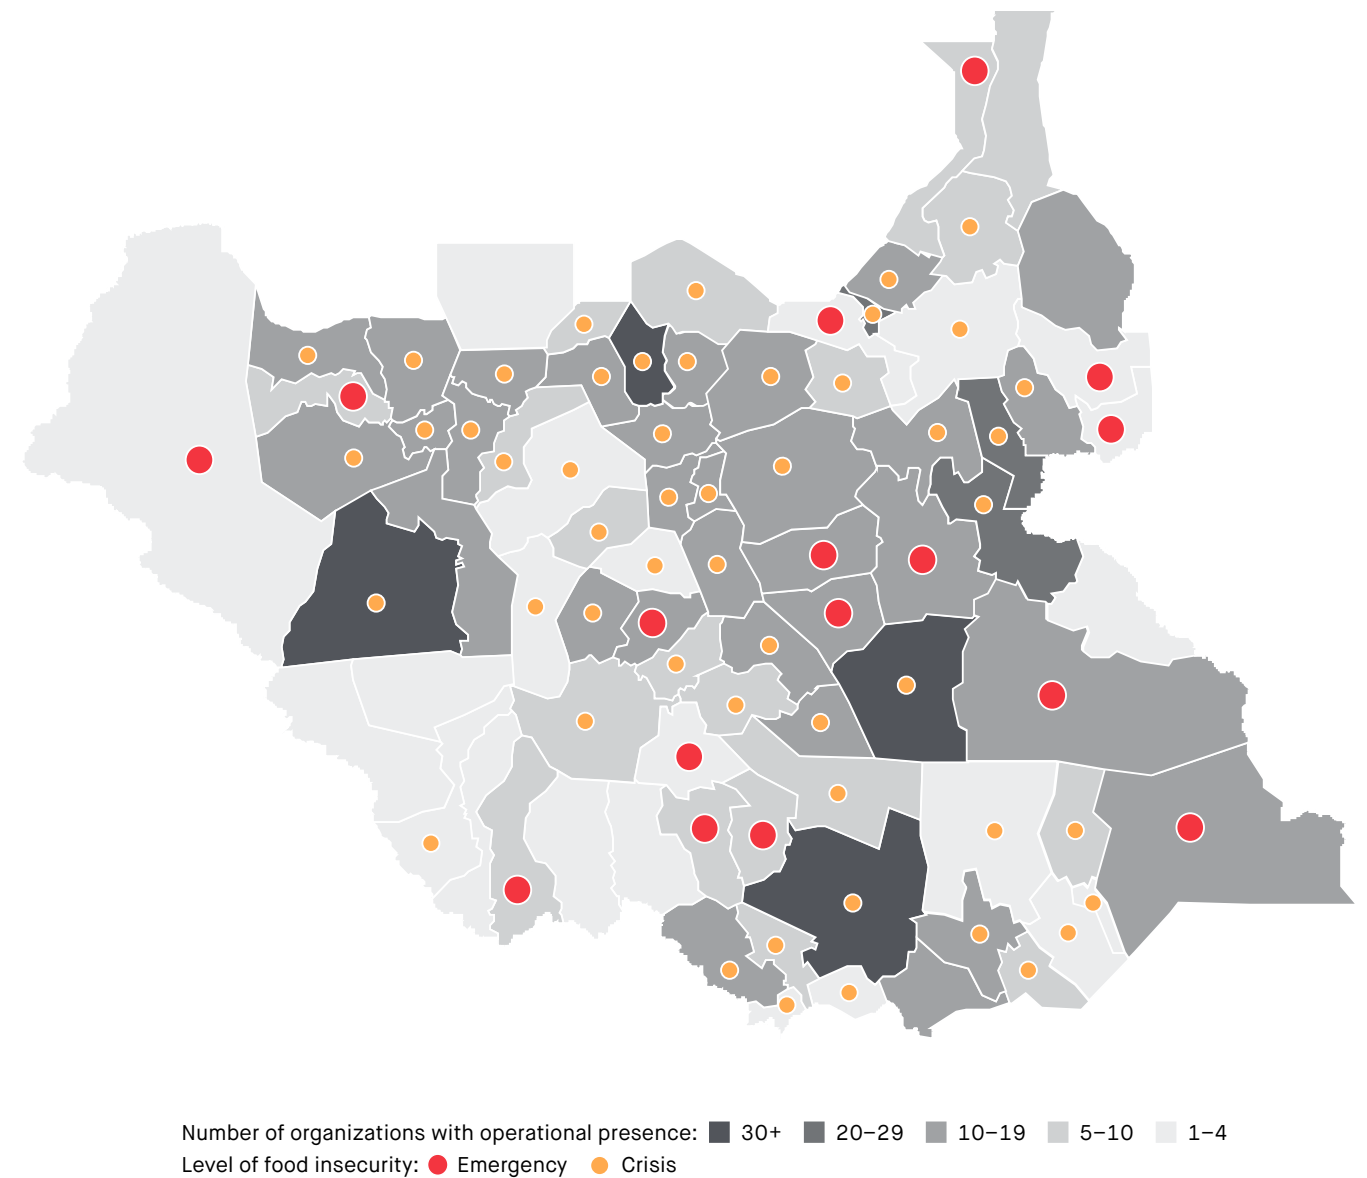 Number of organizations with operational presence: 30+ 20–29 10–19 5–10 1–4
Level of food insecurity: Emergency Crisis